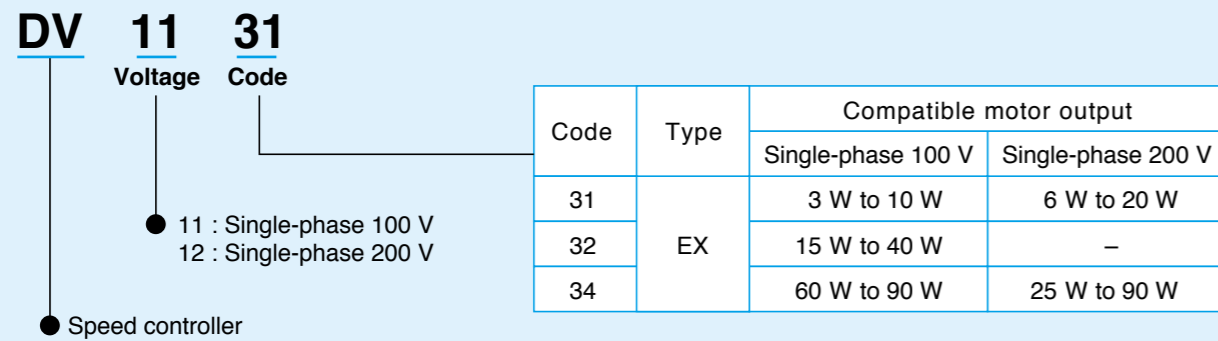 DV 11 31
Voltage Code
11 : Single-phase 100 V
12 : Single-phase 200 V
Speed controller
Code Type Compatible motor output
Single-phase 100 V Single-phase 200 V
31 EX 3 W to 10 W 6 W to 20 W
32 15 W to 40 W –
34 60 W to 90 W 25 W to 90 W